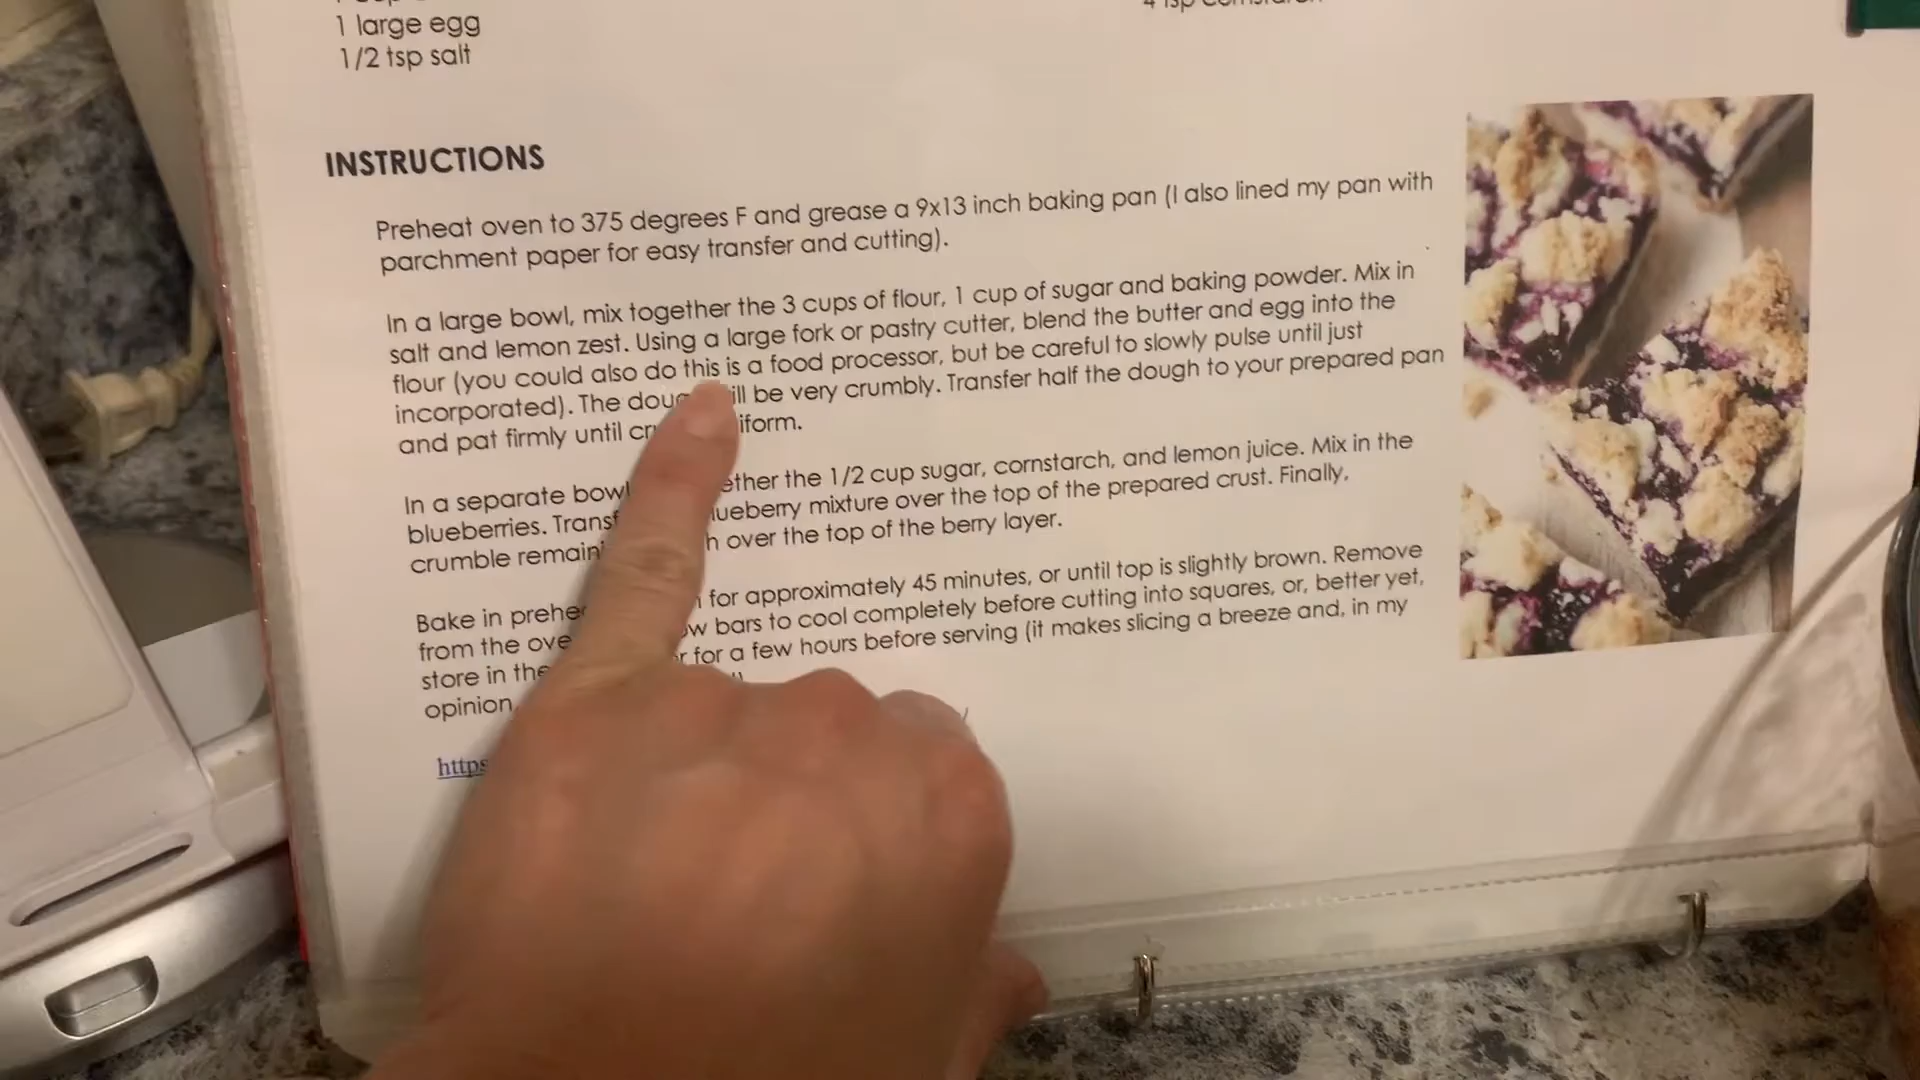 1 large egg
1/2 tsp salt
4 tsp
INSTRUCTIONS
Preheat oven to 375 degrees F and grease a 9x13 inch baking pan (I also lined my pan with
parchment paper for easy transfer and cutting).
In a large bowl, mix together the 3 cups of flour, 1 cup of sugar and baking powder. Mix in
salt and lemon zest. Using a large fork or pastry cutter, blend the butter and egg into the
flour (you could also do this is a food processor, but be careful to slowly pulse until just
incorporated). The be very crumbly. Transfer half the dough to your prepared pan
and pat firmly until
In a separate bowl the 1/2 cup sugar, cornstarch, and lemon juice. Mix in the
blueberries. mixture over the top of the prepared crust. Finally,
crumble over the top of the berry layer.
Bake in for approximately 45 minutes, or until top is slightly brown. Remove
from the bars to cool completely before cutting into squares, or, better yet,
store in the for a few hours before serving (it makes slicing a breeze and, in my
opinion,
https